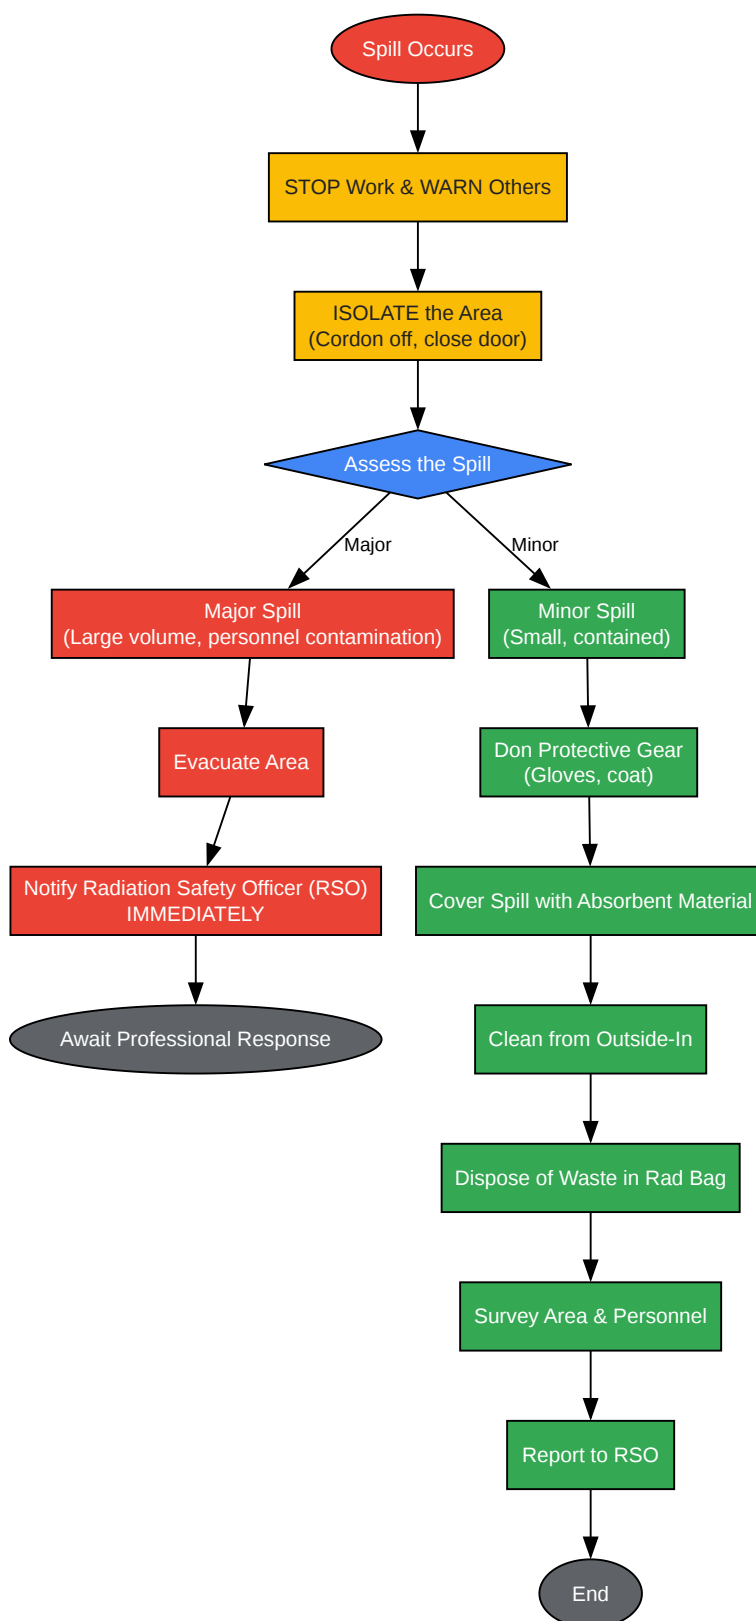 Spill Occurs
STOP Work & WARN Others
ISOLATE the Area
(Cordon off, close door)
Assess the Spill
Major
Minor
Major Spill
(Large volume, personnel contamination)
Minor Spill
(Small, contained)
Evacuate Area
Don Protective Gear
(Gloves, coat)
Notify Radiation Safety Officer (RSO)
IMMEDIATELY
Cover Spill with Absorbent Material
Await Professional Response
Clean from Outside-In
Dispose of Waste in Rad Bag
Survey Area & Personnel
Report to RSO
End